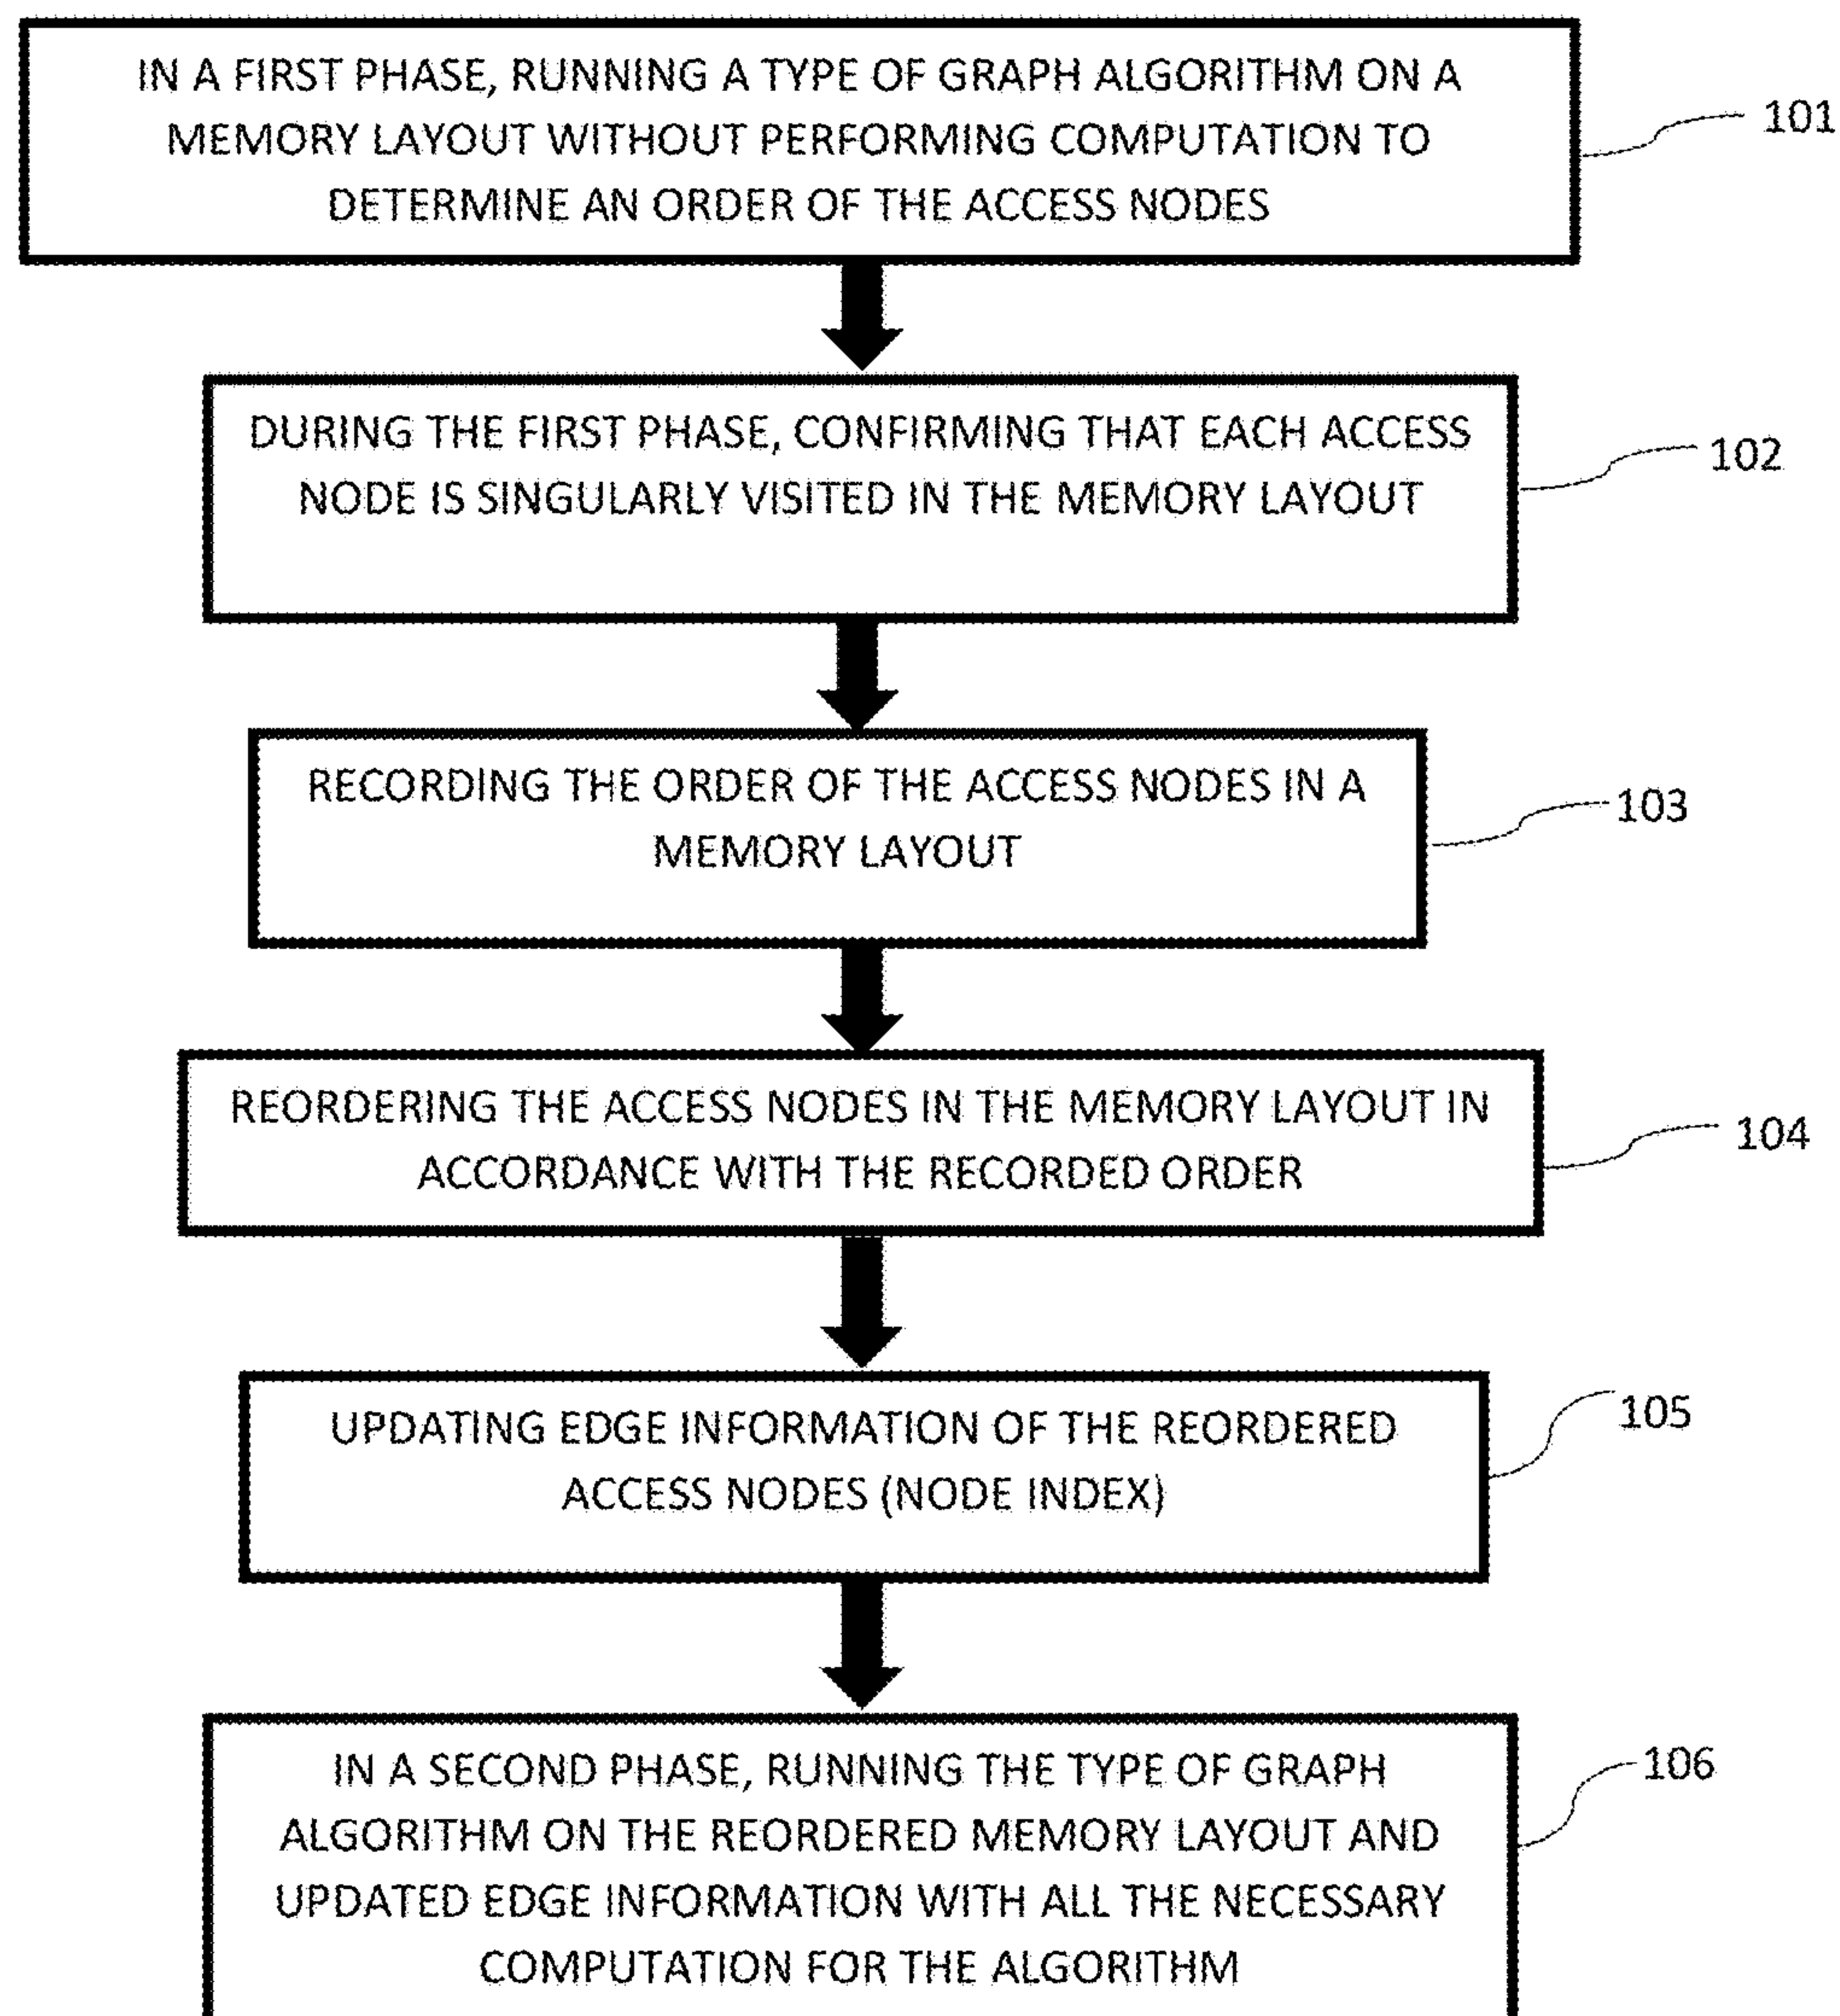 IN A FIRST PHASE, RUNNING A TYPE OF GRAPH ALGORITHM ON A
MEMORY LAYOUT WITHOUT PERFORMING COMPUTATION TO
DETERMINE AN ORDER OF THE ACCESS NODES
101
DURING THE FIRST PHASE, CONFIRMING THAT EACH ACCESS
NODE IS SINGULARLY VISITED IN THE MEMORY LAYOUT
102
RECORDING THE ORDER OF THE ACCESS NODES IN A
MEMORY LAYOUT
103
REORDERING THE ACCESS NODES IN THE MEMORY LAYOUT IN
ACCORDANCE WITH THE RECORDED ORDER
104
UPDATING EDGE INFORMATION OF THE REORDERED
ACCESS NODES (NODE INDEX)
105
IN A SECOND PHASE, RUNNING THE TYPE OF GRAPH
ALGORITHM ON THE REORDERED MEMORY LAYOUT AND
UPDATED EDGE INFORMATION WITH ALL THE NECESSARY
COMPUTATION FOR THE ALGORITHM
106